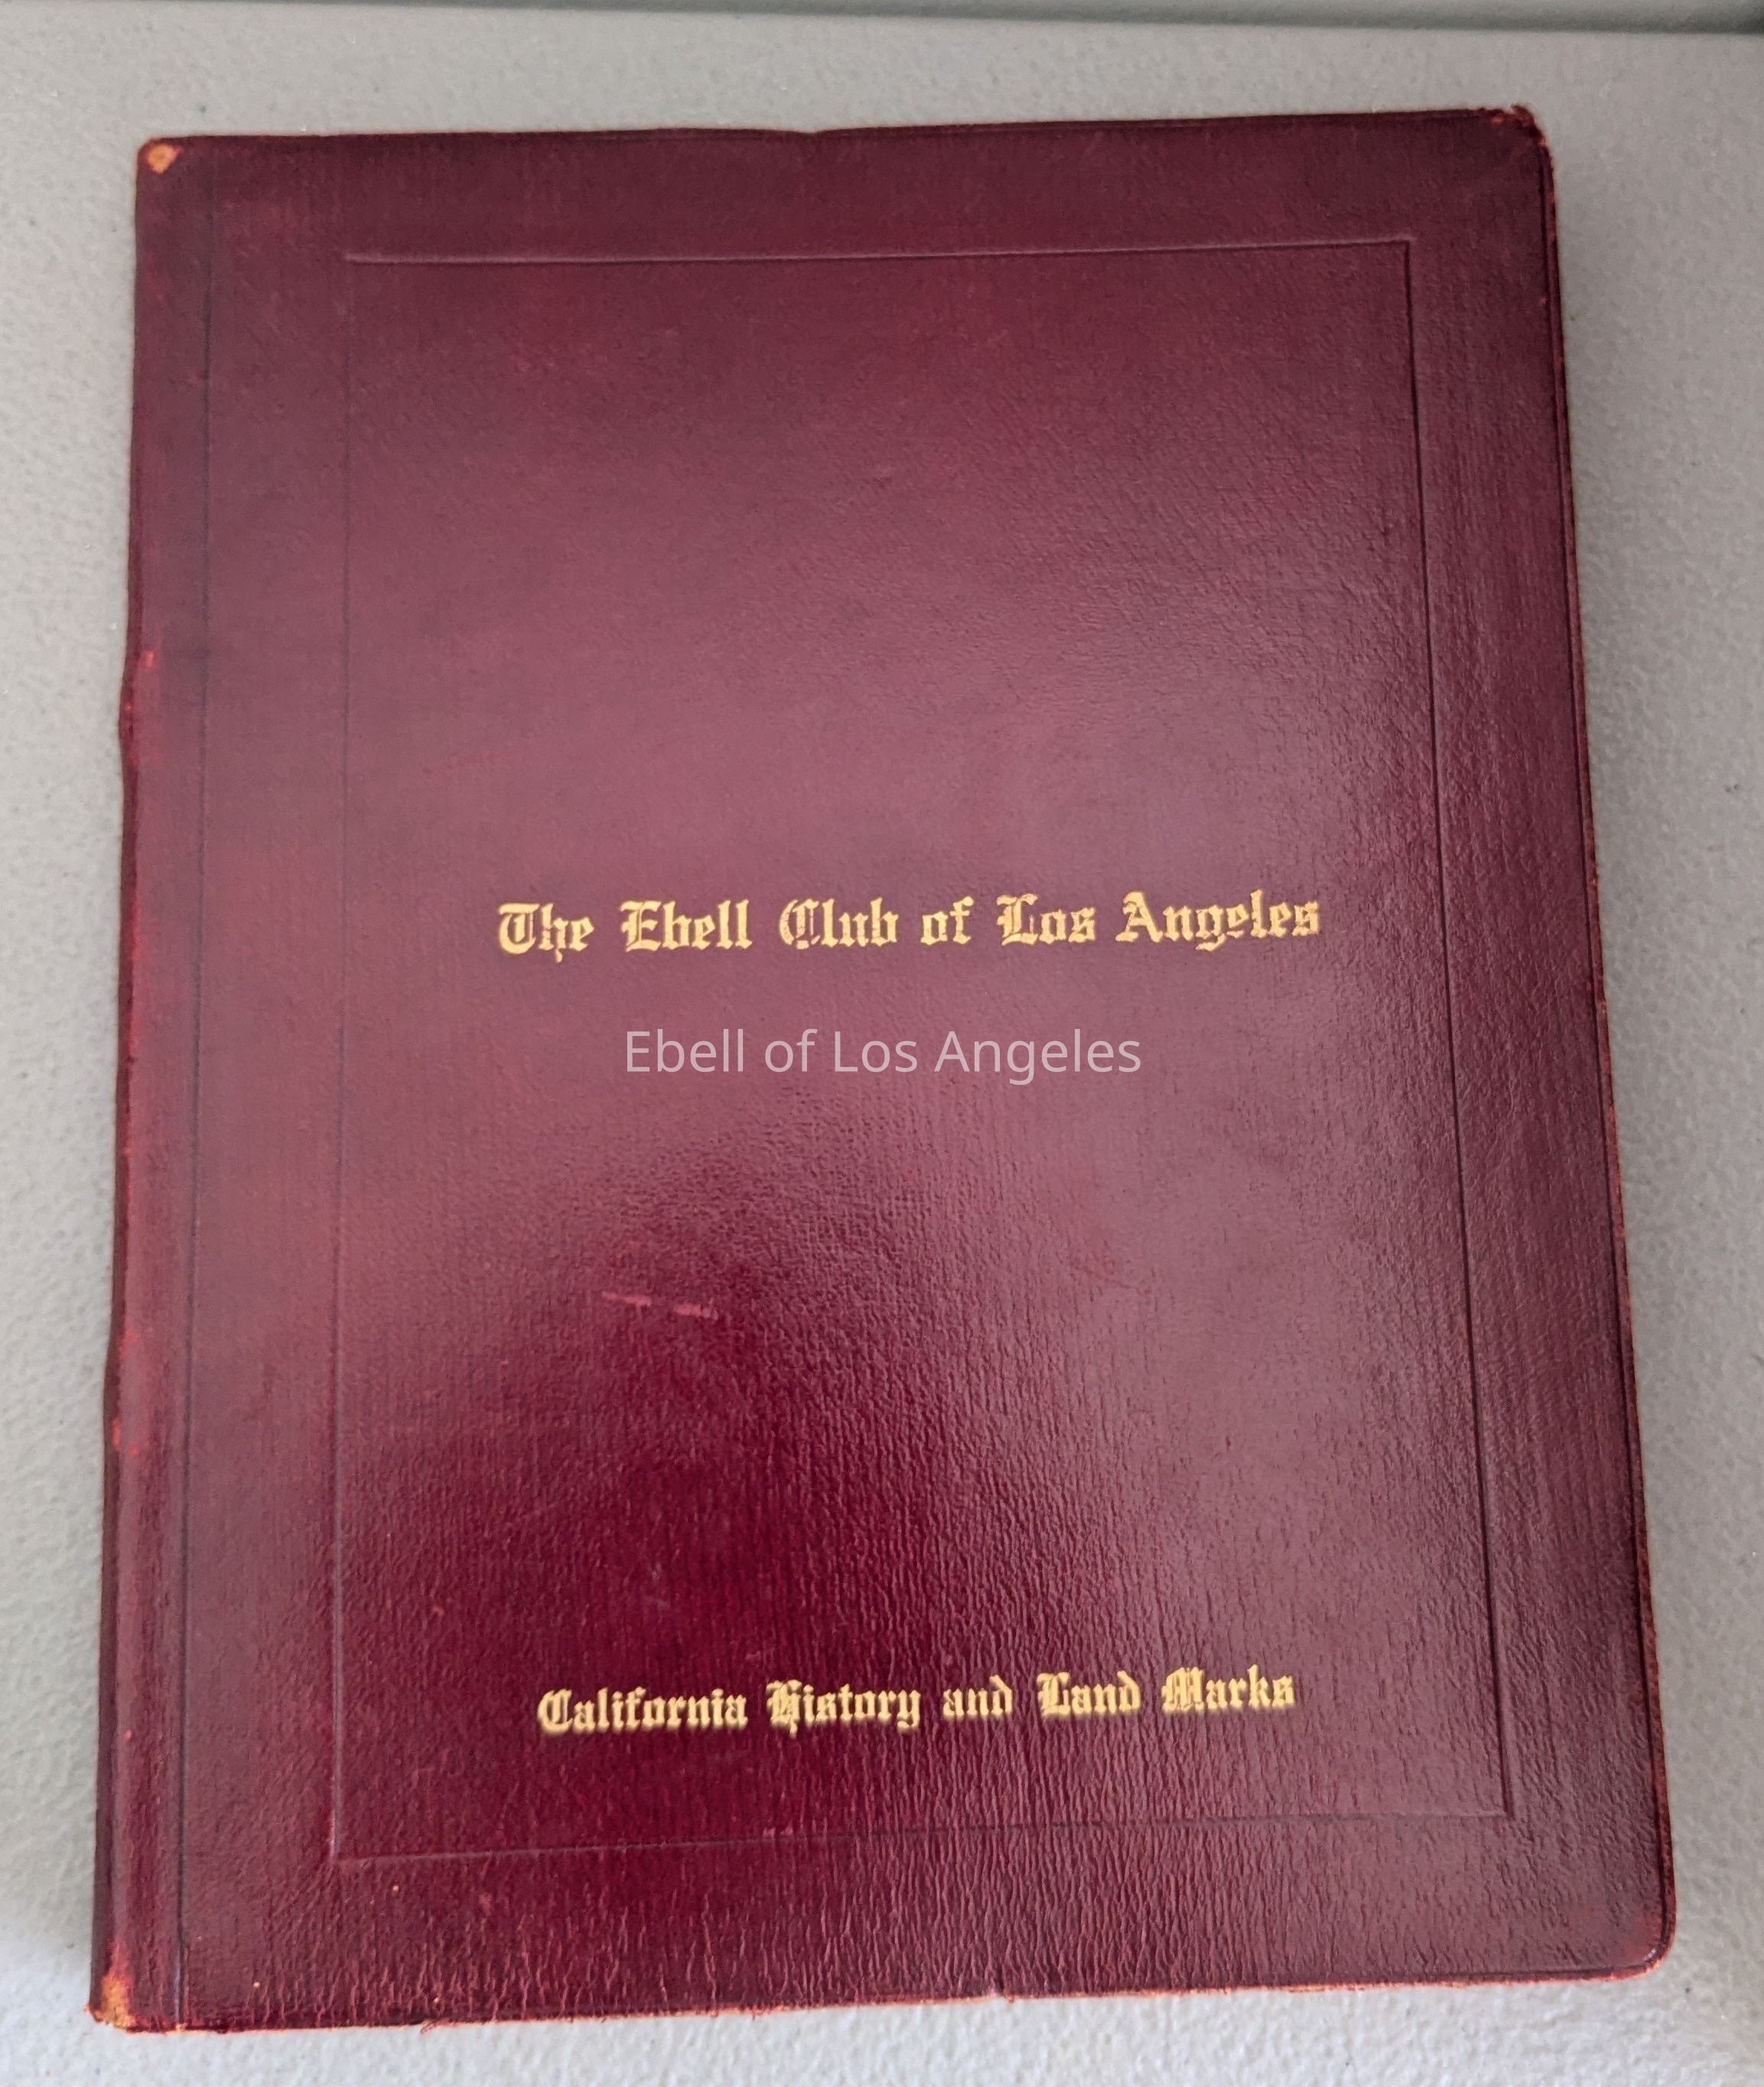 The Ebell Club of Los Angeles
Ebell of Los Angeles
California History and Land Marks